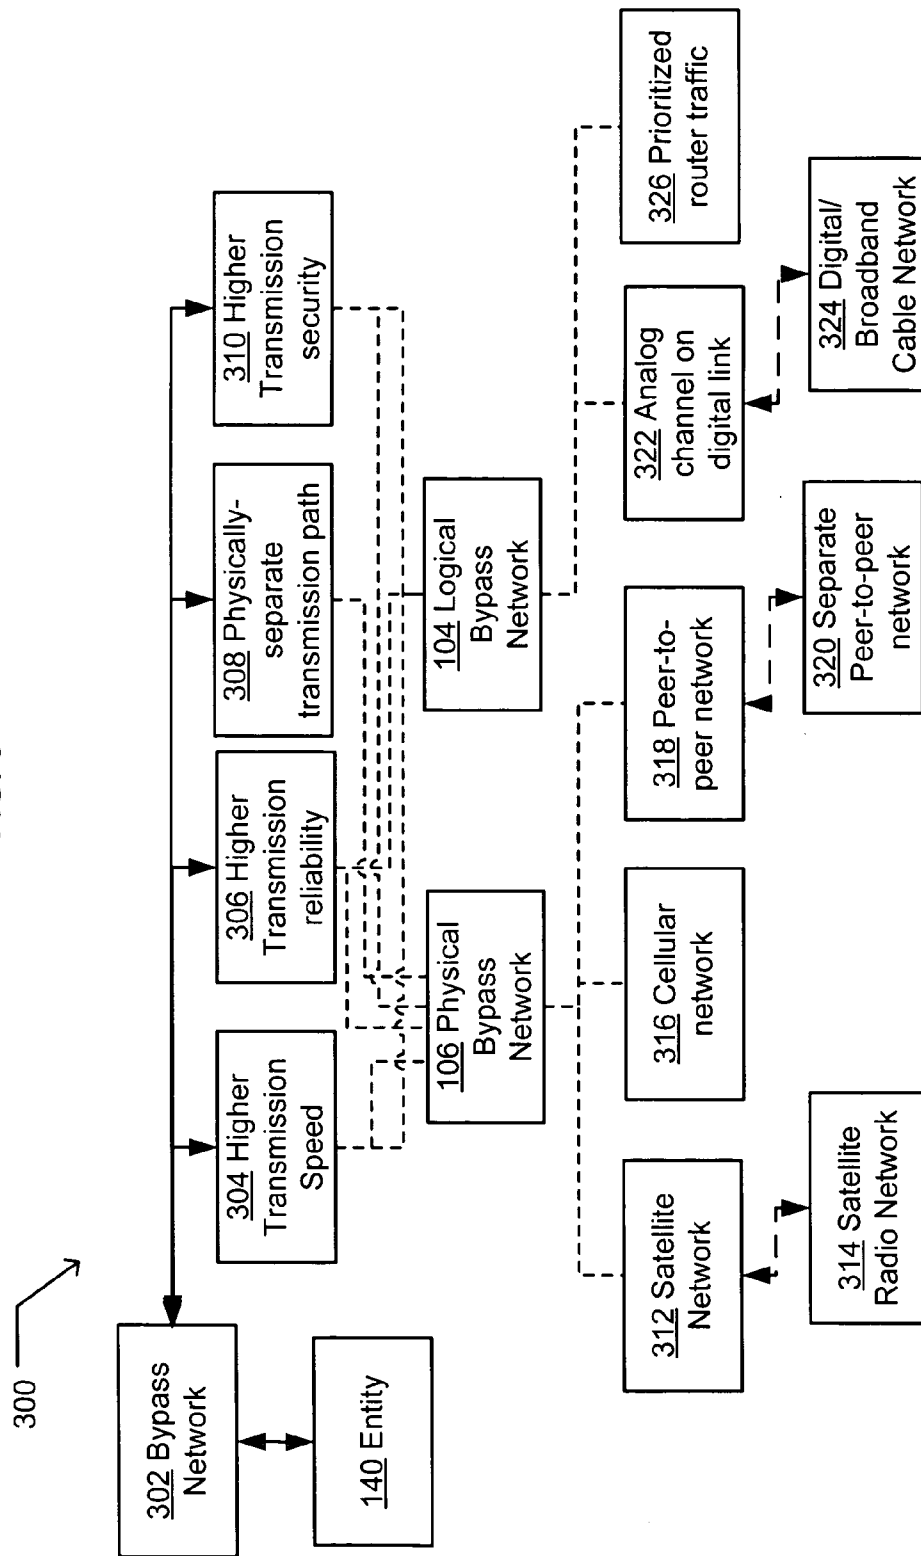 300
302 Bypass
Network
140 Entity
304 Higher
Transmission
Speed
306 Higher
Transmission
reliability
308 Physically-
separate
transmission path
310 Higher
Transmission
security
106 Physical
Bypass
Network
104 Logical
Bypass
Network
312 Satellite
Network
316 Cellular
network
318 Peer-to-
peer network
322 Analog
channel on
digital link
326 Prioritized
router traffic
314 Satellite
Radio Network
320 Separate
Peer-to-peer
network
324 Digital/
Broadband
Cable Network